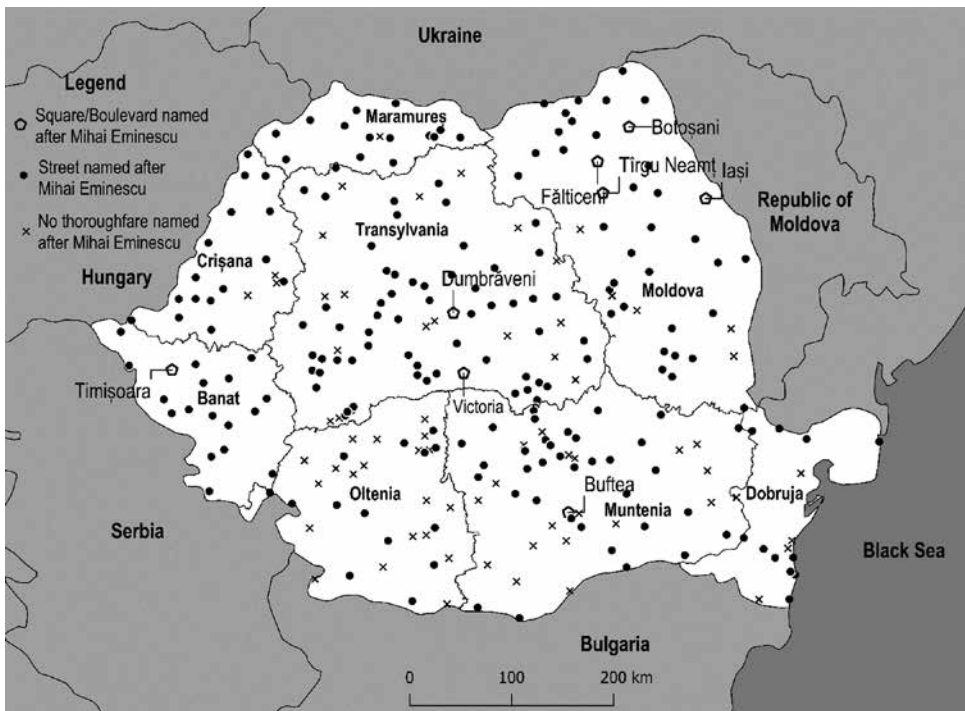 Ukraine
Legend
Square/Boulevard named
after Mihai Eminescu
Street named after
Mihai Eminescu
No thoroughfare named
after Mihai Eminescu
Maramureș
Botoșani
Tîrgu Neamț
Iași
Fălticeni
Republic of
Moldova
Transylvania
Crișana
Hungary
Dumbrăveni
Moldova
Timișoara
Banat
Victoria
Oltenia
Buftea
Muntenia
Dobruja
Serbia
Black Sea
Bulgaria
0 100 200 km